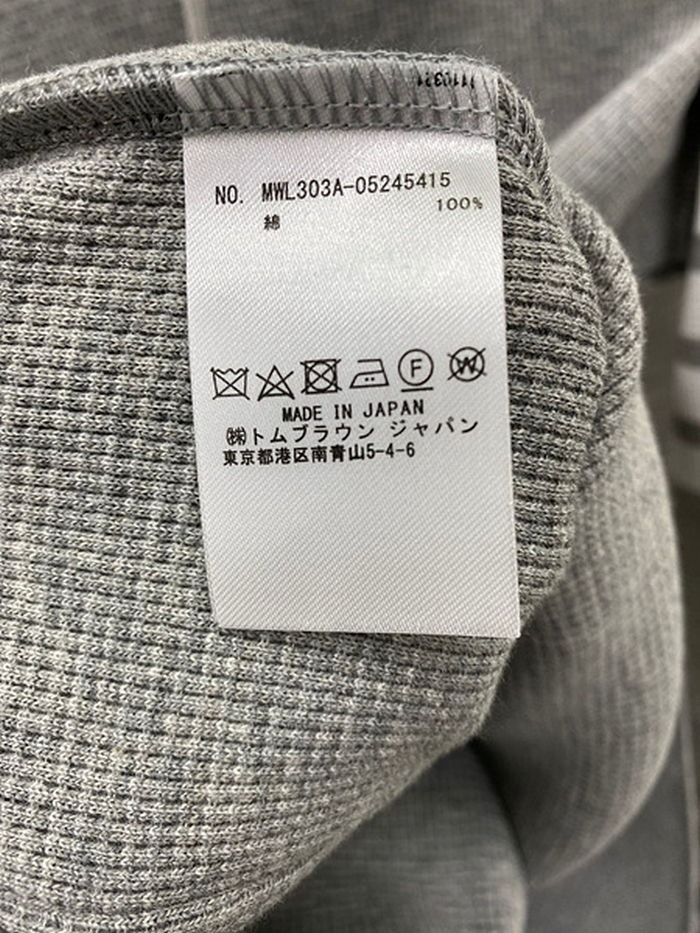 NO. MWL303A-05245415
綿 100%
F W
MADE IN JAPAN
㈱トムブラウン ジャパン
東京都港区南青山5-4-6